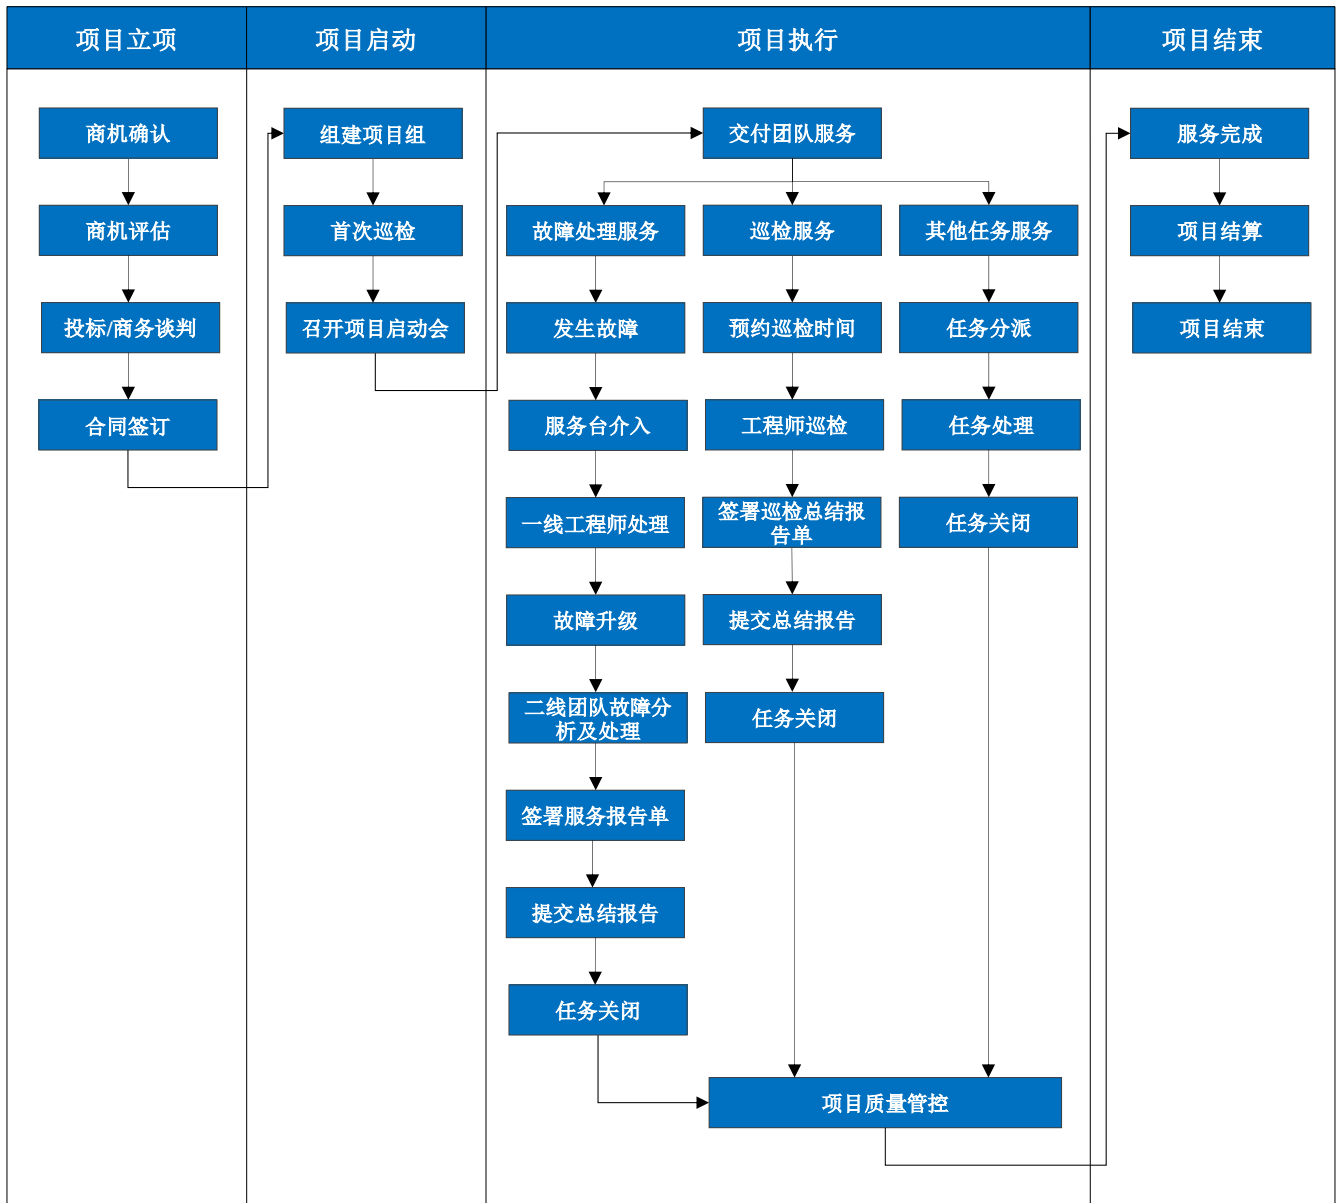 项目立项
项目启动
项目执行
项目结束
商机确认
商机评估
投标/商务谈判
合同签订
组建项目组
首次巡检
召开项目启动会
交付团队服务
故障处理服务
发生故障
服务台介入
一线工程师处理
故障升级
二线团队故障分
析及处理
签署服务报告单
提交总结报告
任务关闭
巡检服务
预约巡检时间
工程师巡检
签署巡检总结报
告单
提交总结报告
任务关闭
其他任务服务
任务分派
任务处理
任务关闭
项目质量管控
服务完成
项目结算
项目结束